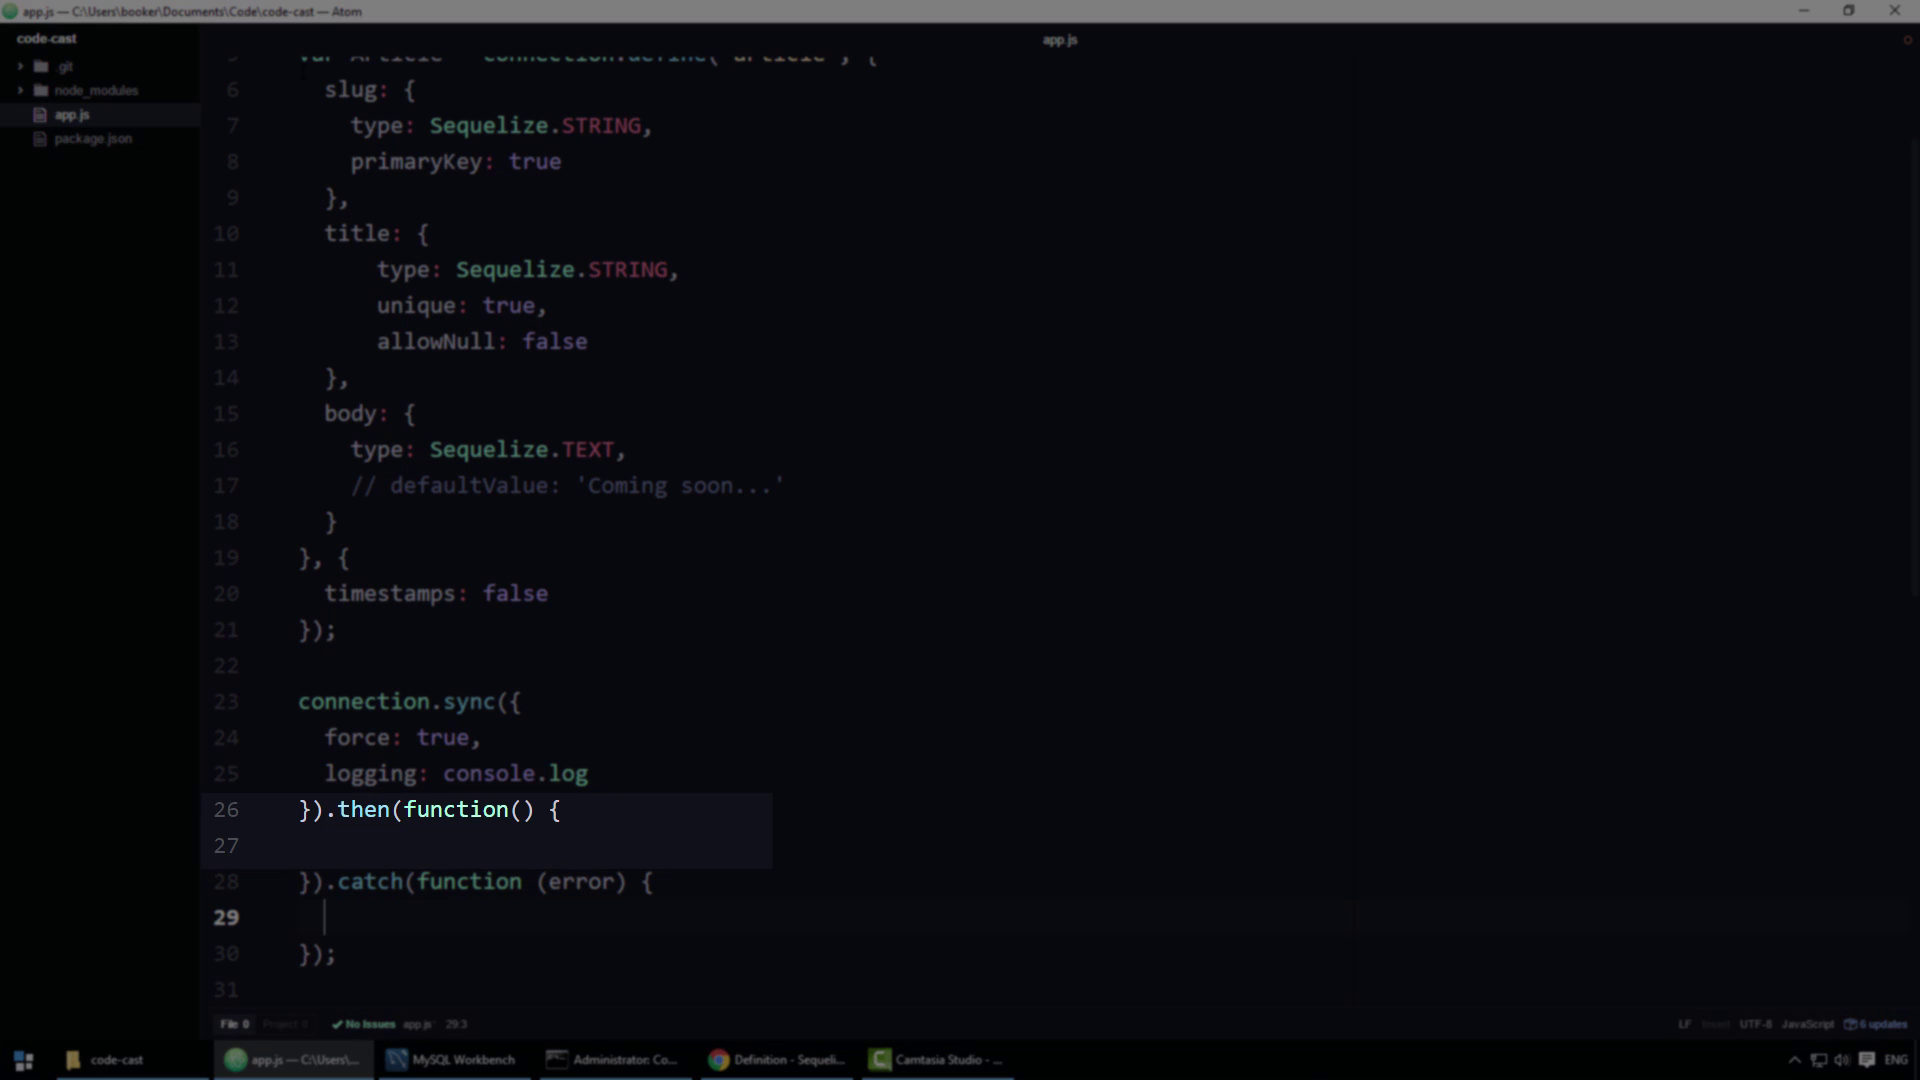 app.js — C:\Users\booker\Documents\Code\code-cast — Atom
code-cast
.git
node_modules
app.js
package.json
app.js
5 var Article = connection.define('article', {
6 slug: {
7 type: Sequelize.STRING,
8 primaryKey: true
9 },
10 title: {
11 type: Sequelize.STRING,
12 unique: true,
13 allowNull: false
14 },
15 body: {
16 type: Sequelize.TEXT,
17 // defaultValue: 'Coming soon...'
18 }
19 }, {
20 timestamps: false
21 });
22
23 connection.sync({
24 force: true,
25 logging: console.log
26 }).then(function() {
27
28 }).catch(function (error) {
29
30 });
31
File 0 Project 0 No Issues app.js* 29:3 LF Insert UTF-8 JavaScript 6 updates
code-cast app.js — C:\Users\... MySQL Workbench Administrator: Co... Definition - Sequeli... Camtasia Studio - ... ENG